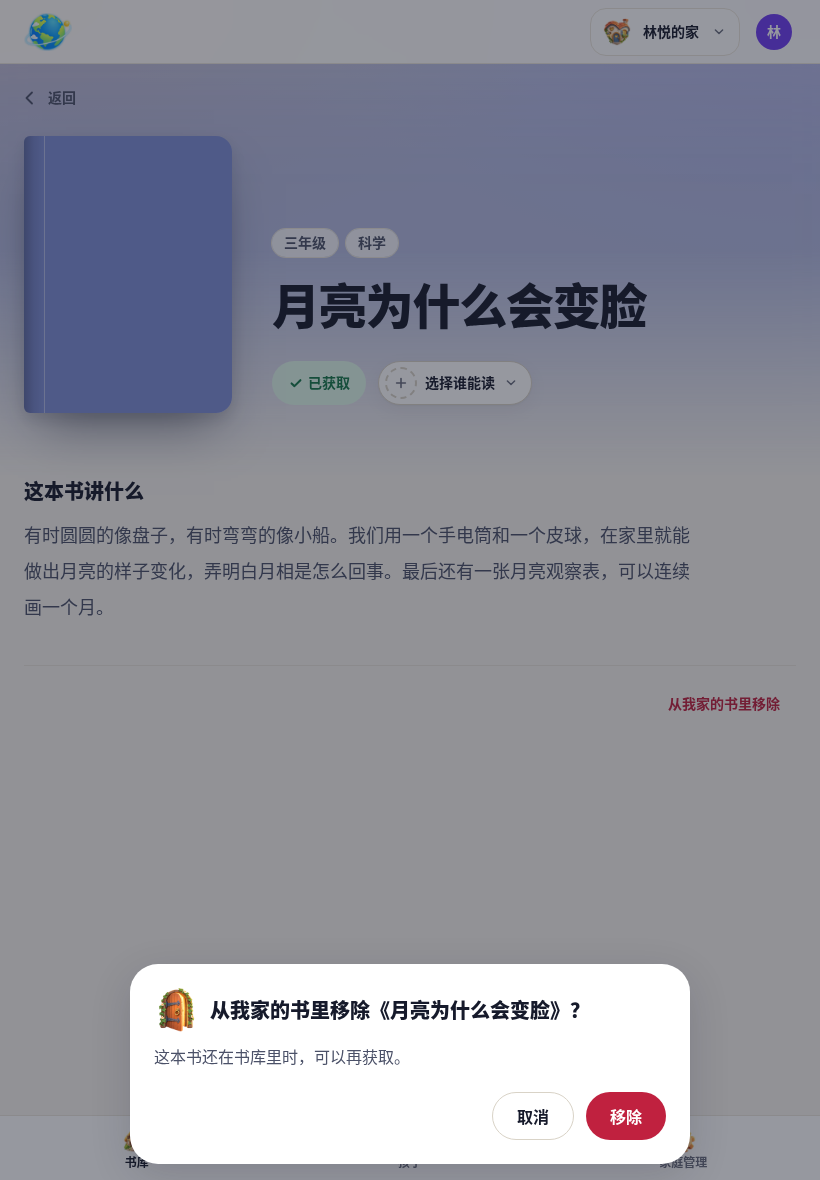 林悦的家
林
返回
三年级
科学
月亮为什么会变脸
已获取
选择谁能读
这本书讲什么
有时圆圆的像盘子，有时弯弯的像小船。我们用一个手电筒和一个皮球，在家里就能
做出月亮的样子变化，弄明白月相是怎么回事。最后还有一张月亮观察表，可以连续
画一个月。
从我家的书里移除
从我家的书里移除《月亮为什么会变脸》？
这本书还在书库里时，可以再获取。
取消
移除
书库
家庭管理